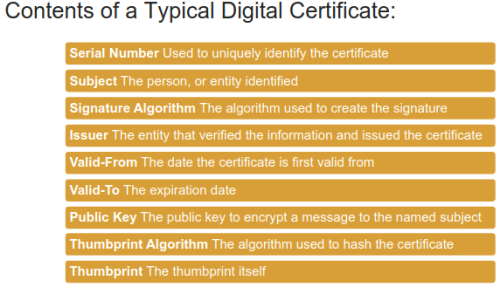 Contents of a Typical Digital Certificate:
Serial Number Used to uniquely identify the certificate
Subject The person, or entity identified
Signature Algorithm The algorithm used to create the signature
Issuer The entity that verified the information and issued the certificate
Valid-From The date the certificate is first valid from
Valid-To The expiration date
Public Key The public key to encrypt a message to the named subject
Thumbprint Algorithm The algorithm used to hash the certificate
Thumbprint The thumbprint itself